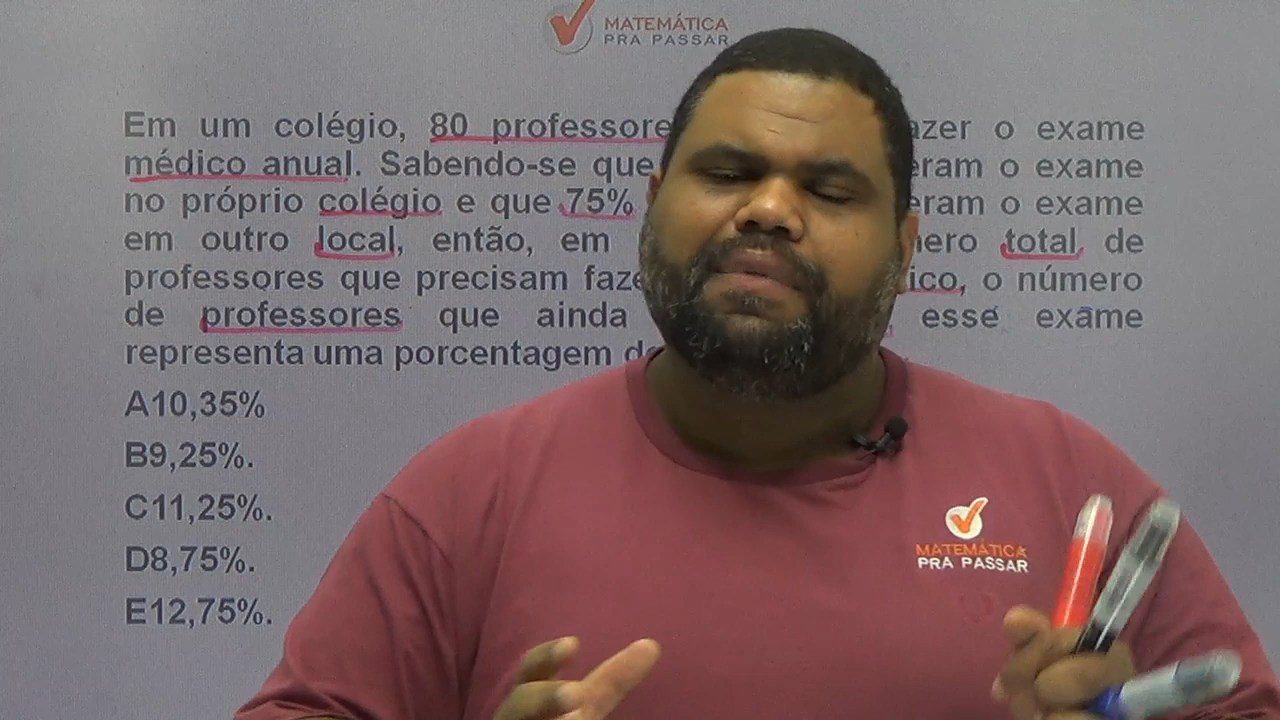 MATEMÁTICA
PRA PASSAR
Em um colégio, 80 professore azer o exame
médico anual. Sabendo-se que eram o exame
no próprio colégio e que 75% eram o exame
em outro local, então, em ero total, de
professores que precisam faze ico, o número
de professores que ainda esse exame
representa uma porcentagem d
A10,35%
B9,25%.
C11,25%.
D8,75%.
E12,75%.
MATEMÁTICA
PRA PASSAR